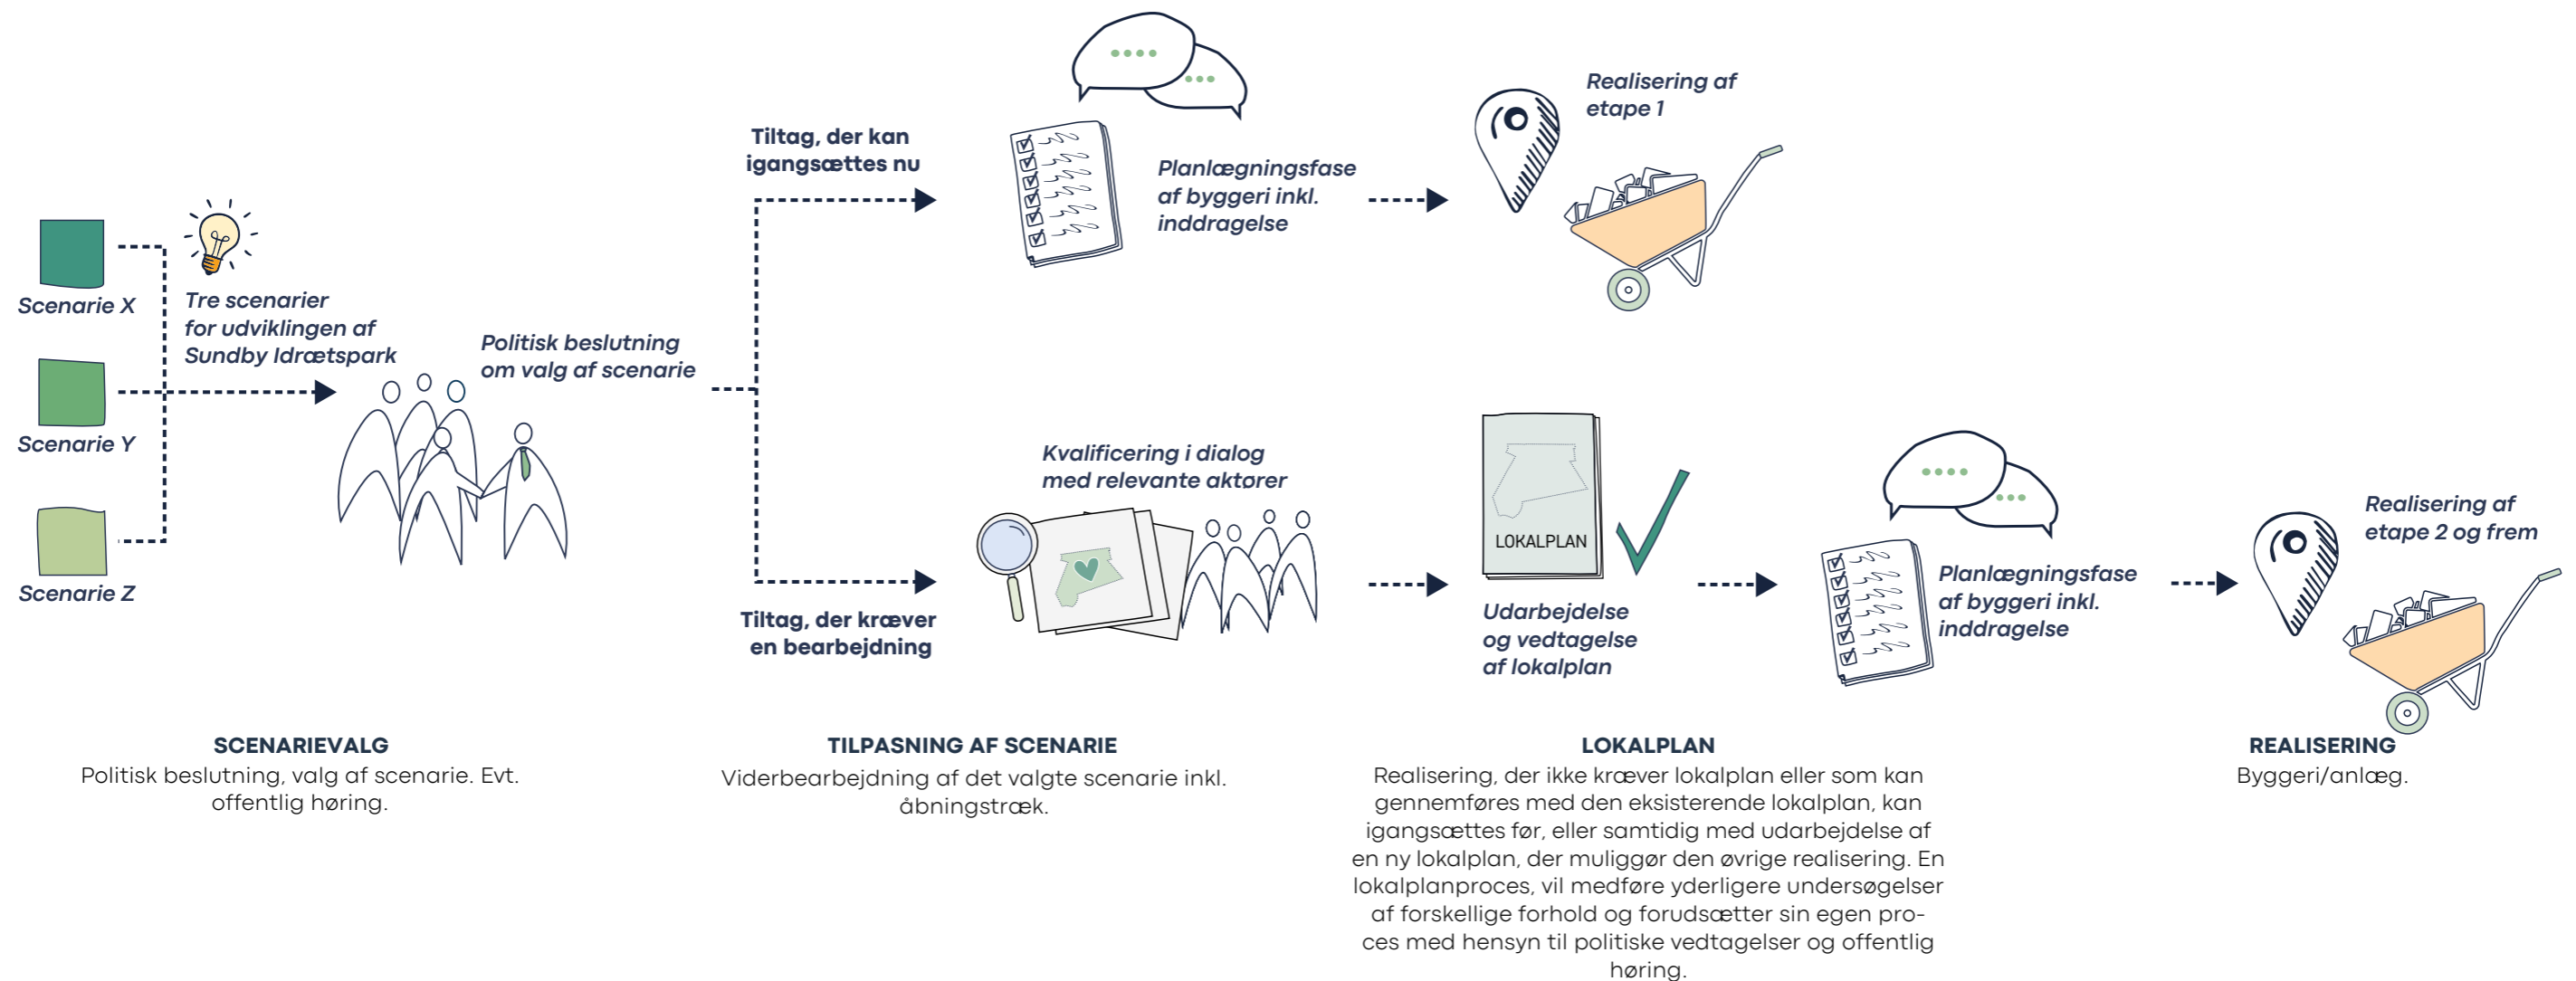 Scenarie X
Scenarie Y
Scenarie Z
Tre scenarier
for udviklingen af
Sundby Idrætspark
Politisk beslutning
om valg af scenarie
Tiltag, der kan
igangsættes nu
Planlægningsfase
af byggeri inkl.
inddragelse
Realisering af
etape 1
Tiltag, der kræver
en bearbejdning
Kvalificering i dialog
med relevante aktører
LOKALPLAN
Udarbejdelse
og vedtagelse
af lokalplan
Planlægningsfase
af byggeri inkl.
inddragelse
Realisering af
etape 2 og frem
SCENARIEVALG
Politisk beslutning, valg af scenarie. Evt.
offentlig høring.
TILPASNING AF SCENARIE
Viderbearbejdning af det valgte scenarie inkl.
åbningstræk.
LOKALPLAN
Realisering, der ikke kræver lokalplan eller som kan
gennemføres med den eksisterende lokalplan, kan
igangsættes før, eller samtidig med udarbejdelse af
en ny lokalplan, der muliggør den øvrige realisering. En
lokalplanproces, vil medføre yderligere undersøgelser
af forskellige forhold og forudsætter sin egen pro-
ces med hensyn til politiske vedtagelser og offentlig
høring.
REALISERING
Byggeri/anlæg.